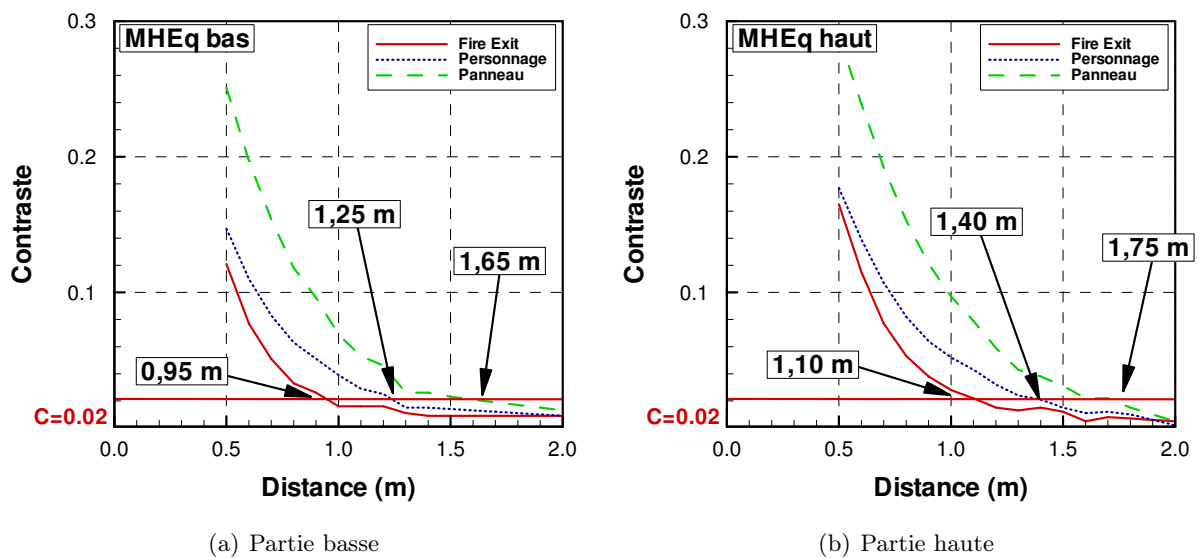 MHEq bas
Fire Exit
Personnage
Panneau
0.3
0.2
0.1
Contraste
1,25 m
1,65 m
0,95 m
C=0.02
0.0
0.5
1.0
1.5
2.0
Distance (m)
(a) Partie basse
MHEq haut
Fire Exit
Personnage
Panneau
0.3
0.2
0.1
Contraste
1,40 m
1,75 m
1,10 m
C=0.02
0.0
0.5
1.0
1.5
2.0
Distance (m)
(b) Partie haute